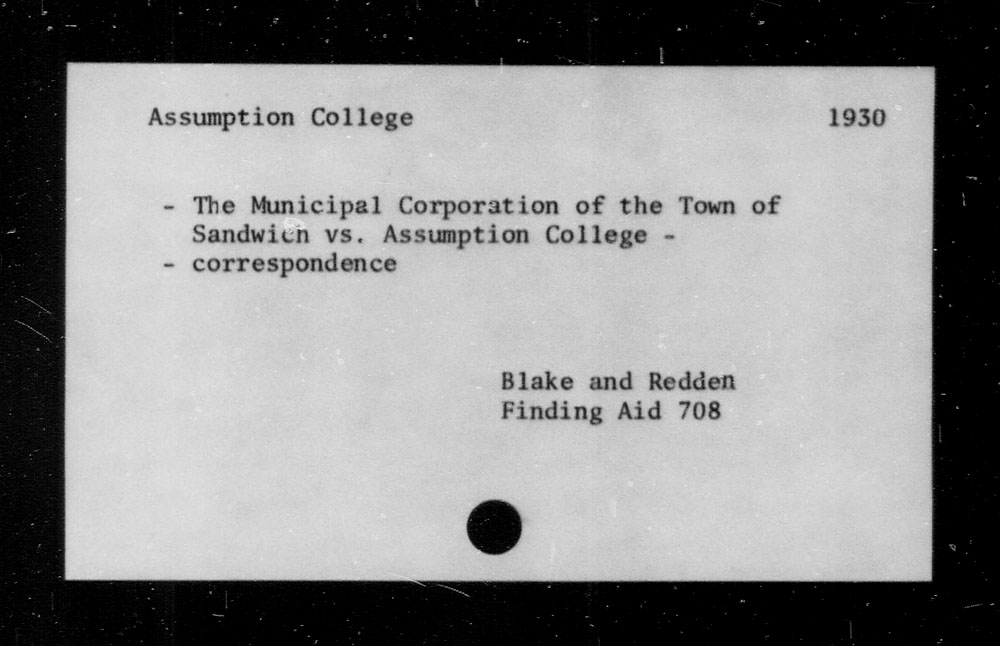 Assumption College 1930
- The Municipal Corporation of the Town of
Sandwich vs. Assumption College -
- correspondence
Blake and Redden
Finding Aid 708